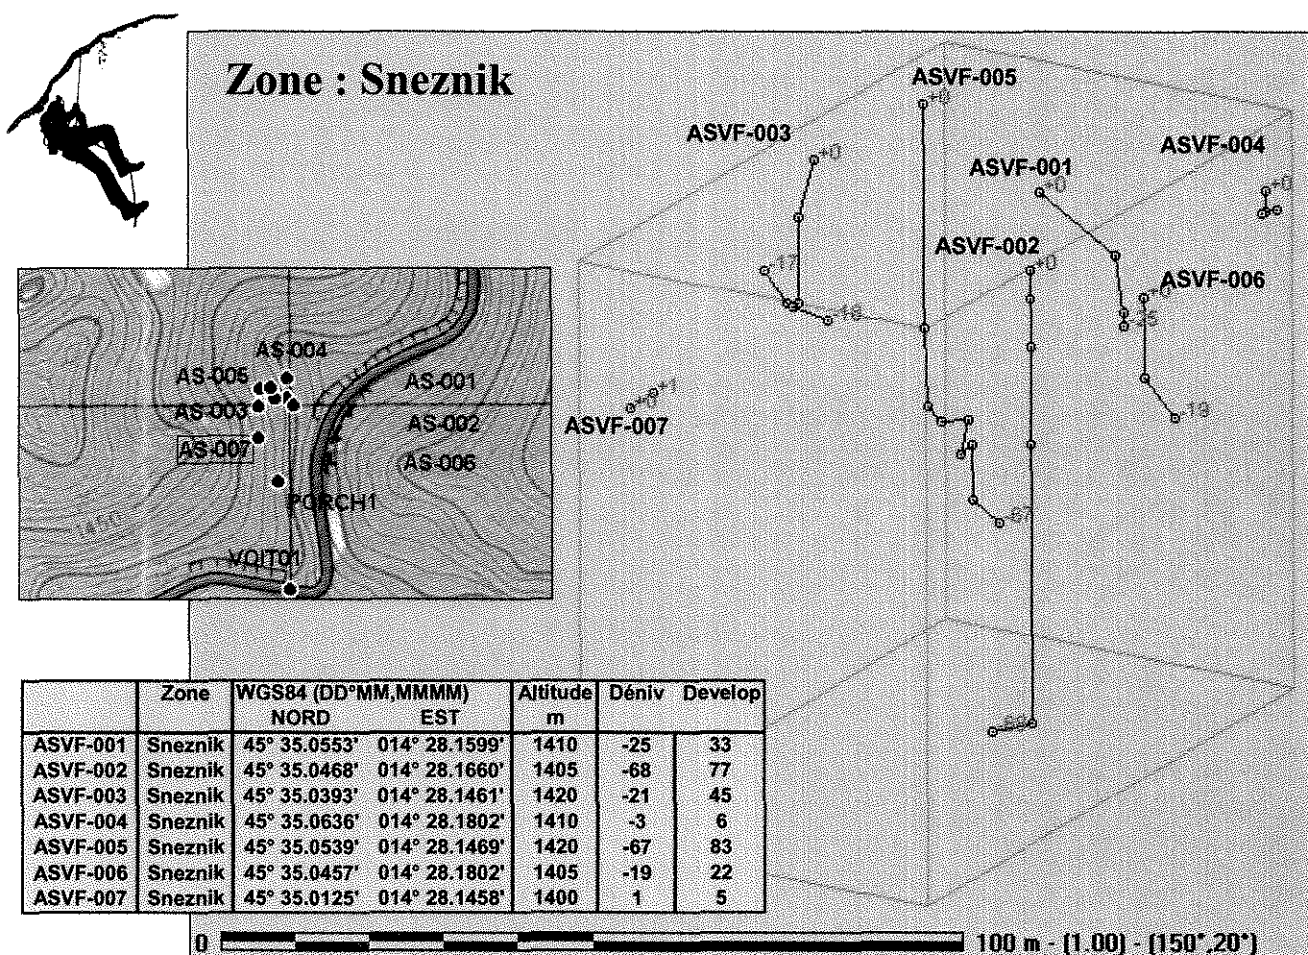 Zone : Sneznik
ASVF-005
+0
ASVF-003
+0
ASVF-004
+0
ASVF-001
+0
ASVF-002
+0
ASVF-006
+0
-25
-17
-18
-19
+1
+0
ASVF-007
-67
-68
AS-004
AS-005
AS-001
AS-003
AS-002
AS-007
AS-006
PORCH1
1450
VOIT01
Zone WGS84 (DD°MM,MMMM) Altitude Déniv Develop
NORD EST m
ASVF-001 Sneznik 45° 35.0553' 014° 28.1599' 1410 -25 33
ASVF-002 Sneznik 45° 35.0468' 014° 28.1660' 1405 -68 77
ASVF-003 Sneznik 45° 35.0393' 014° 28.1461' 1420 -21 45
ASVF-004 Sneznik 45° 35.0636' 014° 28.1802' 1410 -3 6
ASVF-005 Sneznik 45° 35.0539' 014° 28.1469' 1420 -67 83
ASVF-006 Sneznik 45° 35.0457' 014° 28.1802' 1405 -19 22
ASVF-007 Sneznik 45° 35.0125' 014° 28.1458' 1400 1 5
0 100 m - (1.00) - (150°,20°)